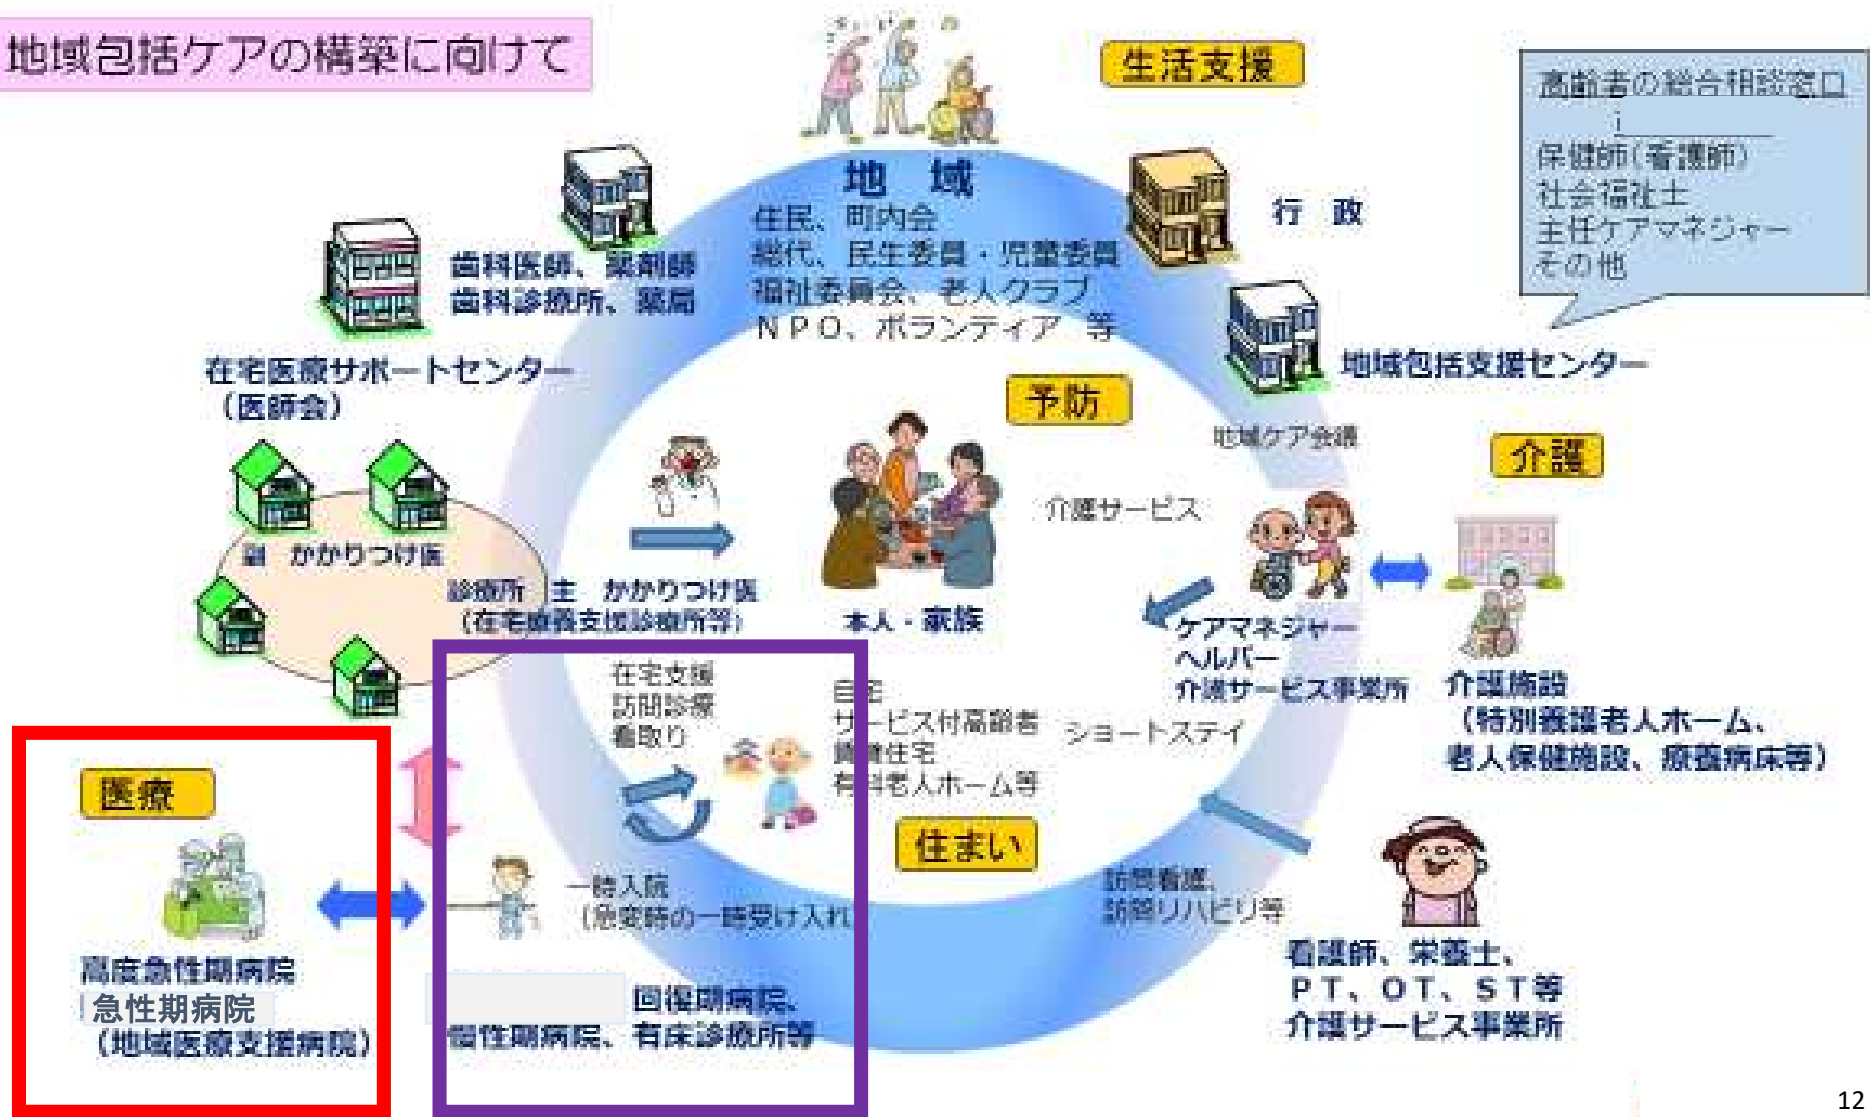 地域包括ケアの構築に向けて
生活支援
高齢者の総合相談窓口
保健師(看護師)
社会福祉士
主任ケアマネジャー
その他
地 域
住民、町内会
総代、民生委員・児童委員
福祉委員会、老人クラブ
ＮＰＯ、ボランティア 等
行 政
歯科医師、薬剤師
歯科診療所、薬局
在宅医療サポートセンター
（医師会）
地域包括支援センター
予防
地域ケア会議
介護
介護サービス
副 かかりつけ医
診療所 主 かかりつけ医
（在宅療養支援診療所等）
本人・家族
ケアマネジャー
ヘルパー
介護サービス事業所
介護施設
（特別養護老人ホーム、
老人保健施設、療養病床等）
在宅支援
訪問診療
看取り
自宅
サービス付高齢者
賃貸住宅
有料老人ホーム等
ショートステイ
医療
住まい
一時入院
（急変時の一時受け入れ
訪問看護、
訪問リハビリ等
高度急性期病院
急性期病院
（地域医療支援病院）
回復期病院、
慢性期病院、有床診療所等
看護師、栄養士、
ＰＴ、ＯＴ、ＳＴ等
介護サービス事業所
12